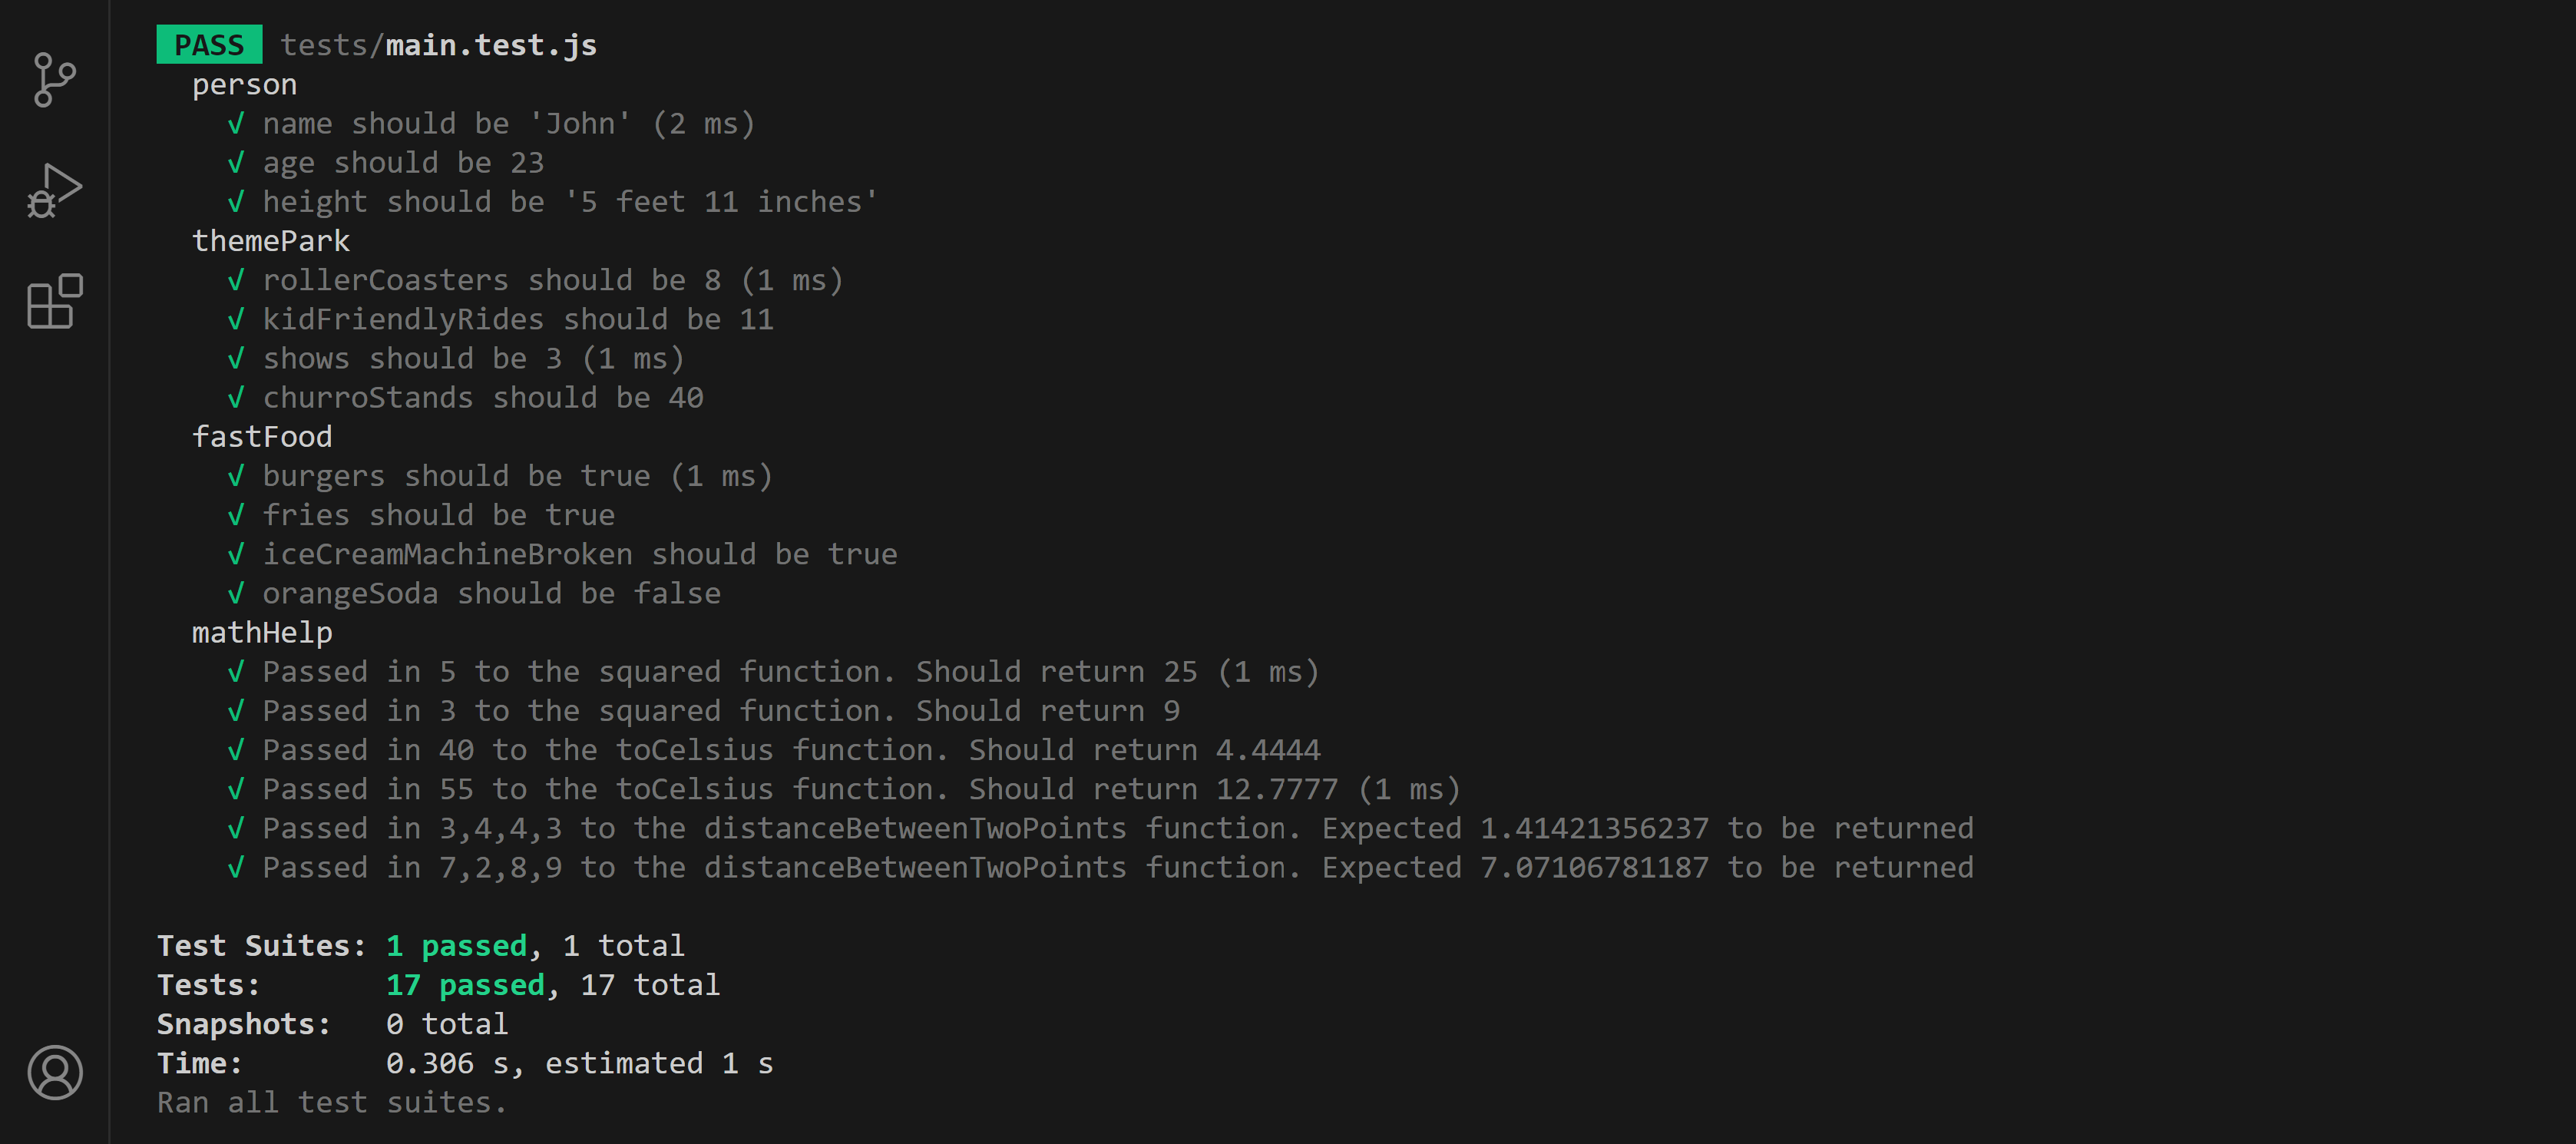 PASS tests/main.test.js
person
√ name should be 'John' (2 ms)
√ age should be 23
√ height should be '5 feet 11 inches'
themePark
√ rollerCoasters should be 8 (1 ms)
√ kidFriendlyRides should be 11
√ shows should be 3 (1 ms)
√ churroStands should be 40
fastFood
√ burgers should be true (1 ms)
√ fries should be true
√ iceCreamMachineBroken should be true
√ orangeSoda should be false
mathHelp
√ Passed in 5 to the squared function. Should return 25 (1 ms)
√ Passed in 3 to the squared function. Should return 9
√ Passed in 40 to the toCelsius function. Should return 4.4444
√ Passed in 55 to the toCelsius function. Should return 12.7777 (1 ms)
√ Passed in 3,4,4,3 to the distanceBetweenTwoPoints function. Expected 1.41421356237 to be returned
√ Passed in 7,2,8,9 to the distanceBetweenTwoPoints function. Expected 7.07106781187 to be returned
Test Suites: 1 passed, 1 total
Tests: 17 passed, 17 total
Snapshots: 0 total
Time: 0.306 s, estimated 1 s
Ran all test suites.